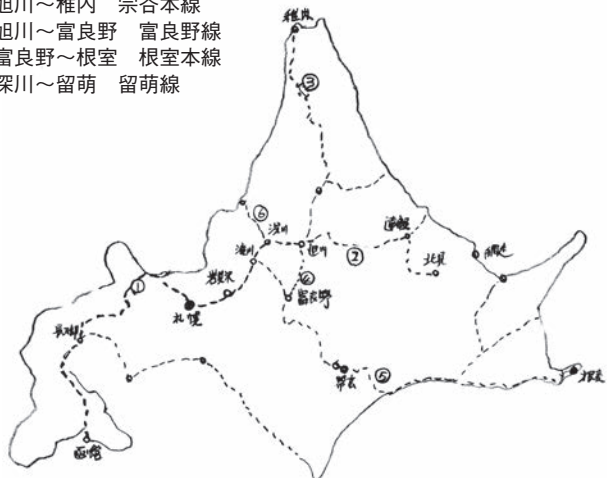 旭川～稚内 宗谷本線
旭川～富良野 富良野線
富良野～根室 根室本線
深川～留萌 留萌線
③
⑥
深川
旭川
遠軽
②
北見
網走
滝川
①
岩見沢
富良野
札幌
長万部
帯広
⑤
根室
函館